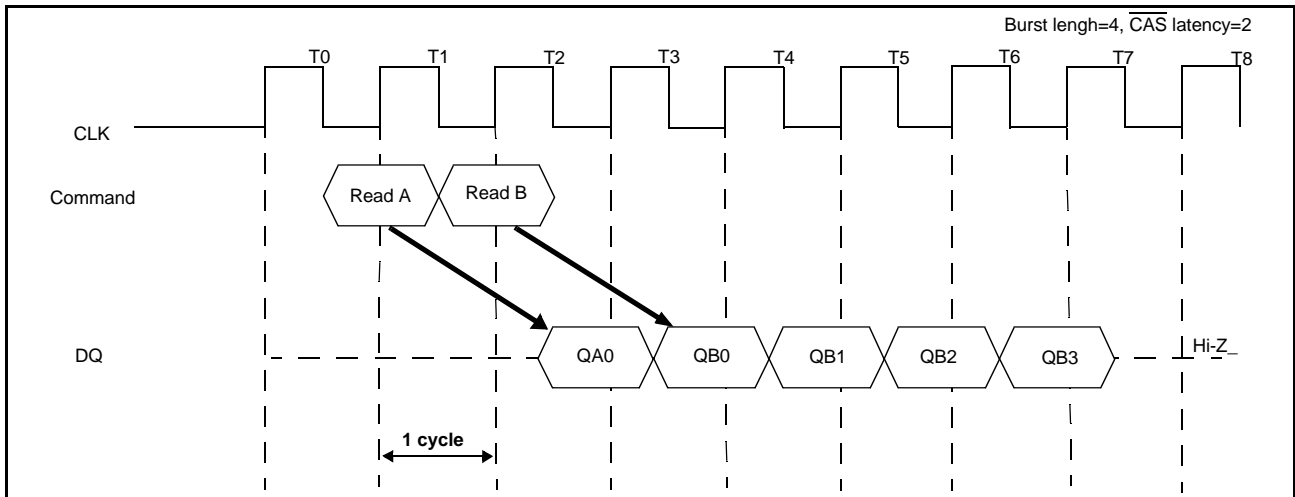 Burst lengh=4, CAS latency=2
T0 T1 T2 T3 T4 T5 T6 T7 T8
CLK
Command Read A Read B
DQ QA0 QB0 QB1 QB2 QB3 Hi-Z_
1 cycle